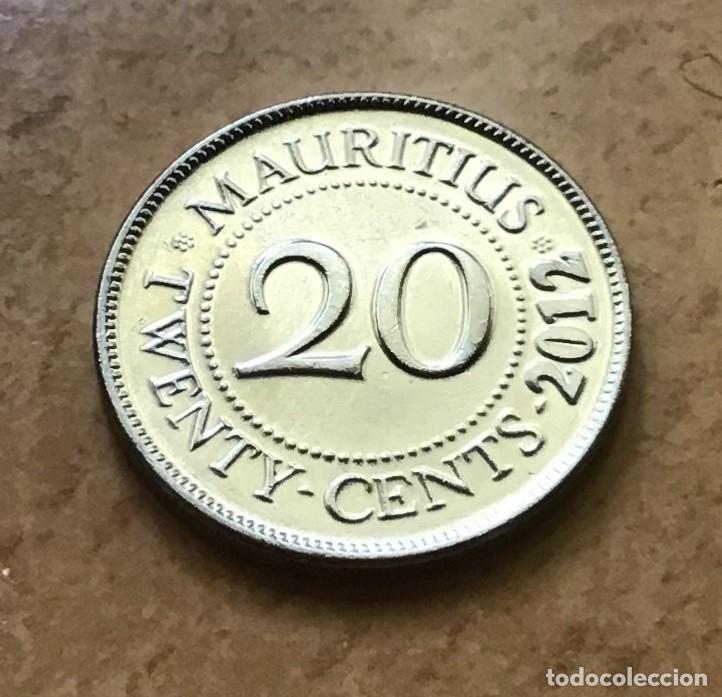 MAURITIUS
20
TWENTY-CENTS-2012
todocoleccion